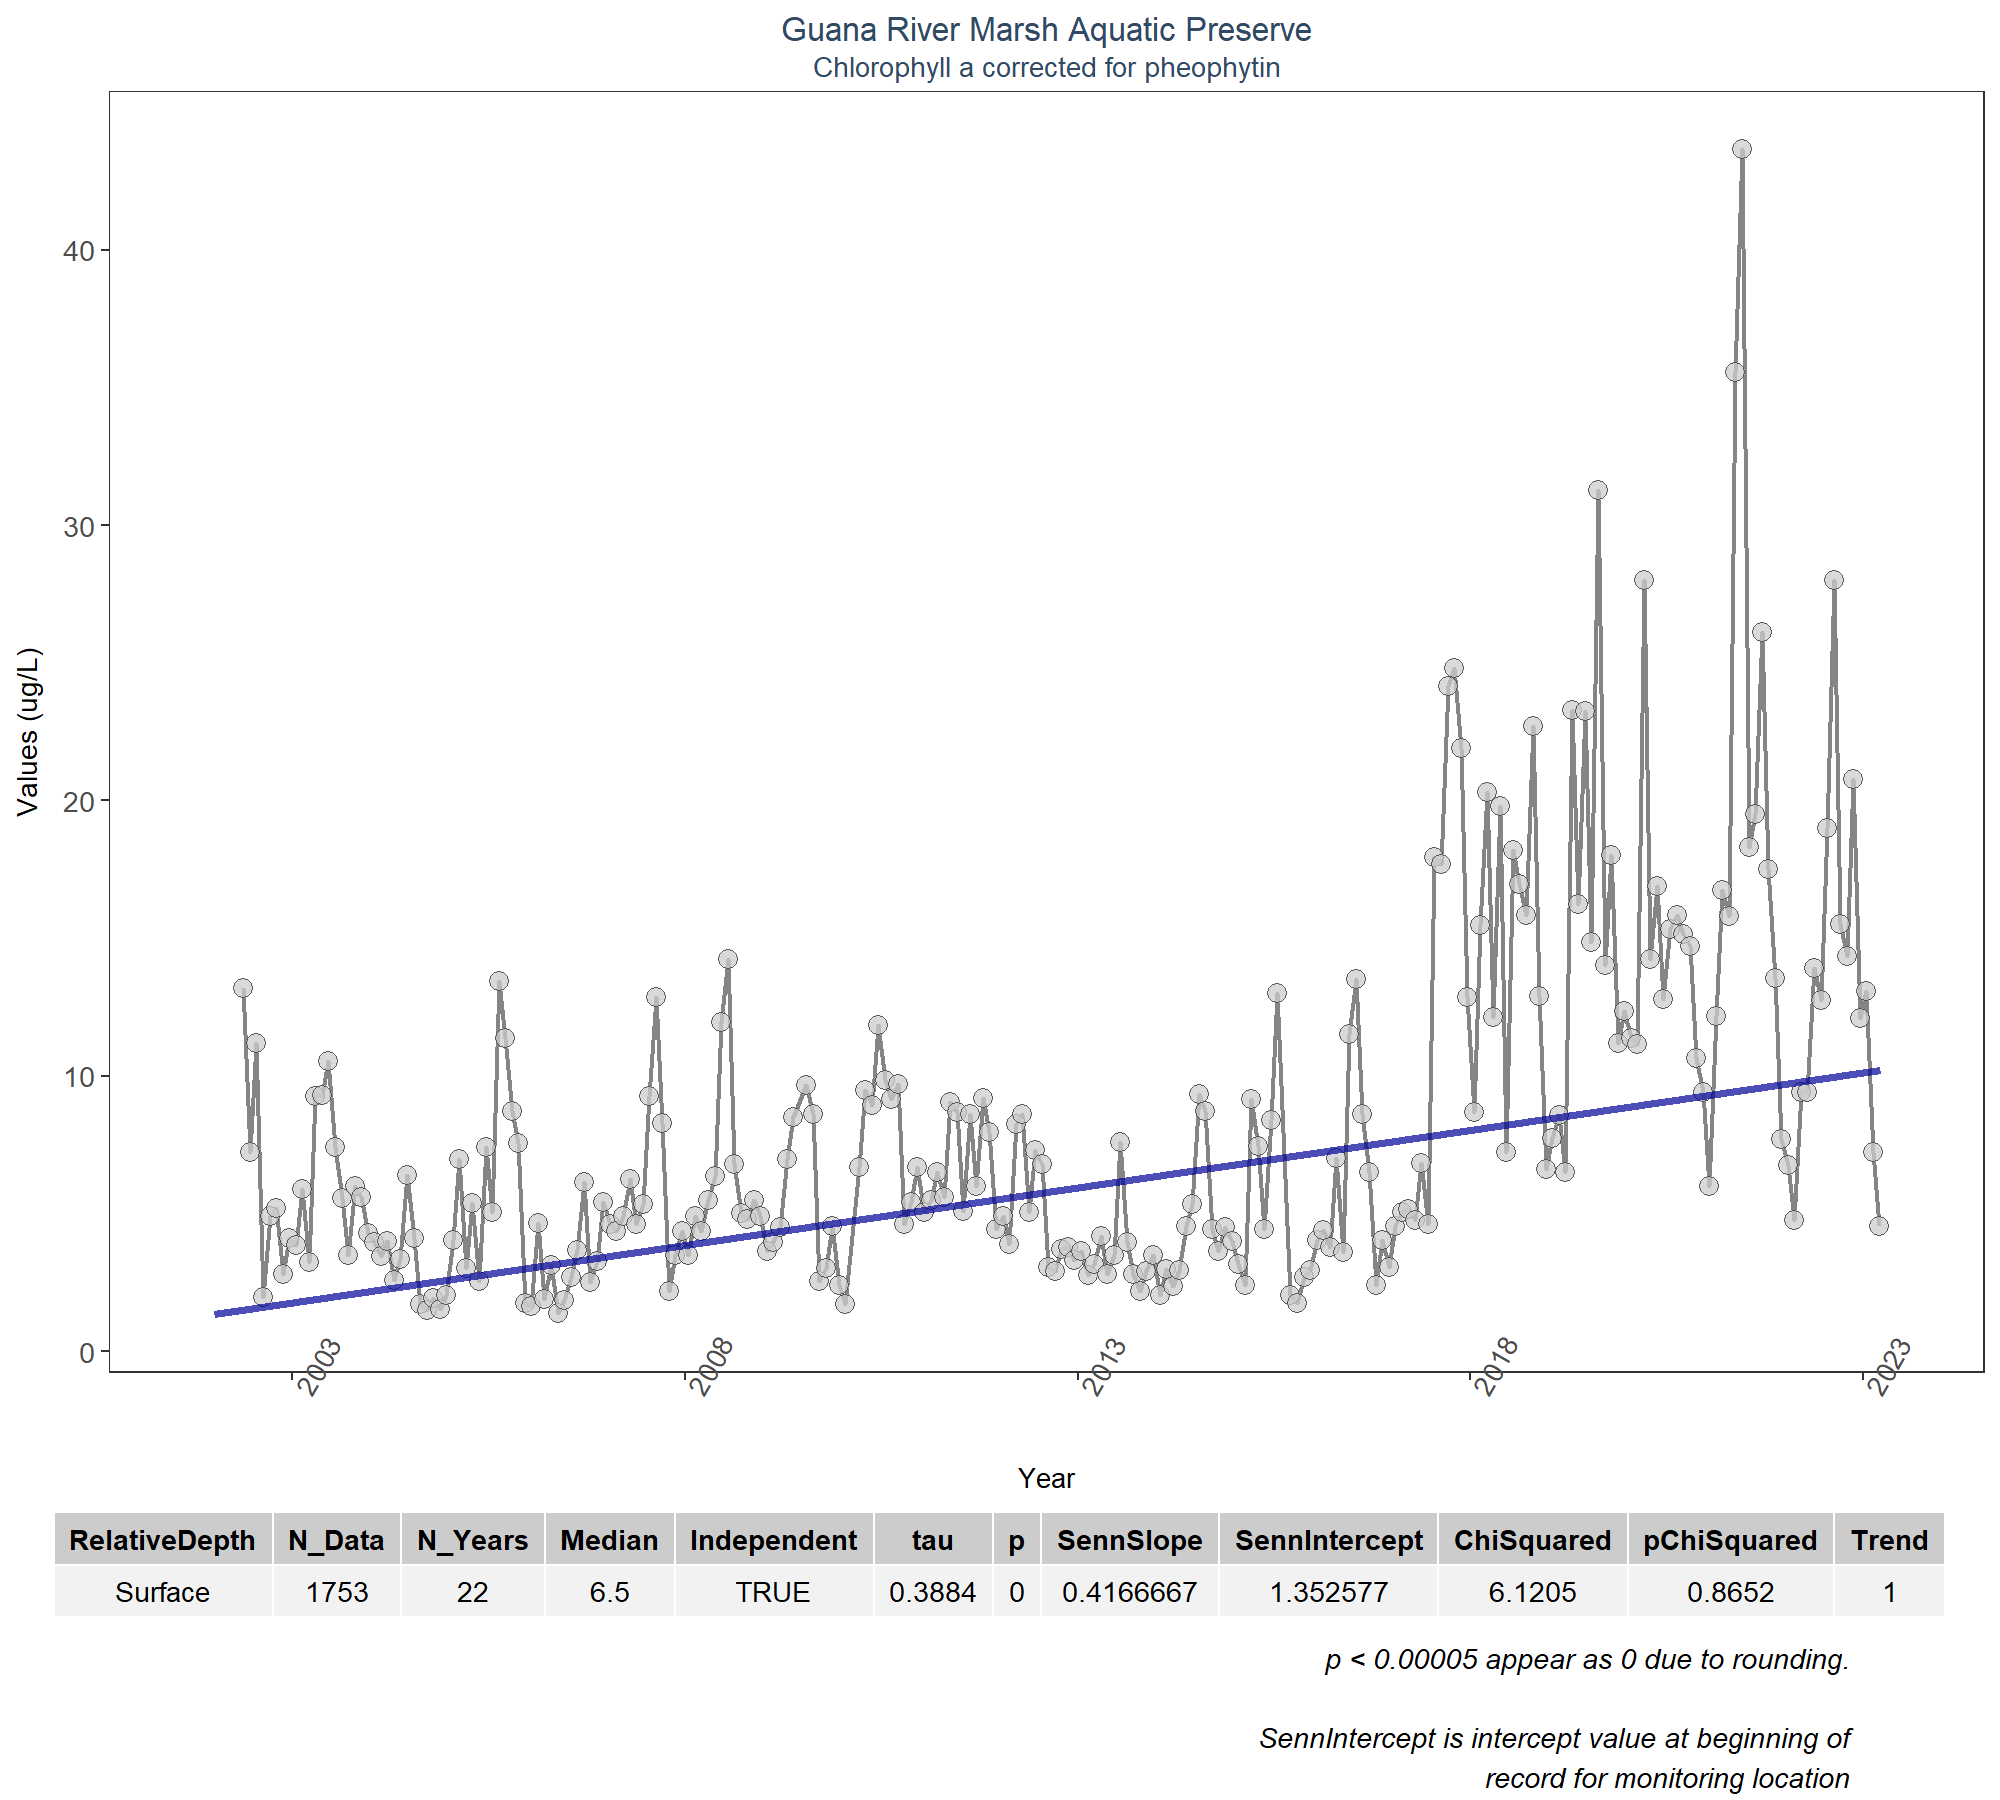 Guana River Marsh Aquatic Preserve
Chlorophyll a corrected for pheophytin
Values (ug/L)
40
30
20
10
0
2003 2008 2013 2018 2023
Year
RelativeDepth N_Data N_Years Median Independent tau p SennSlope SennIntercept ChiSquared pChiSquared Trend
Surface 1753 22 6.5 TRUE 0.3884 0 0.4166667 1.352577 6.1205 0.8652 1
p < 0.00005 appear as 0 due to rounding.
SennIntercept is intercept value at beginning of
record for monitoring location